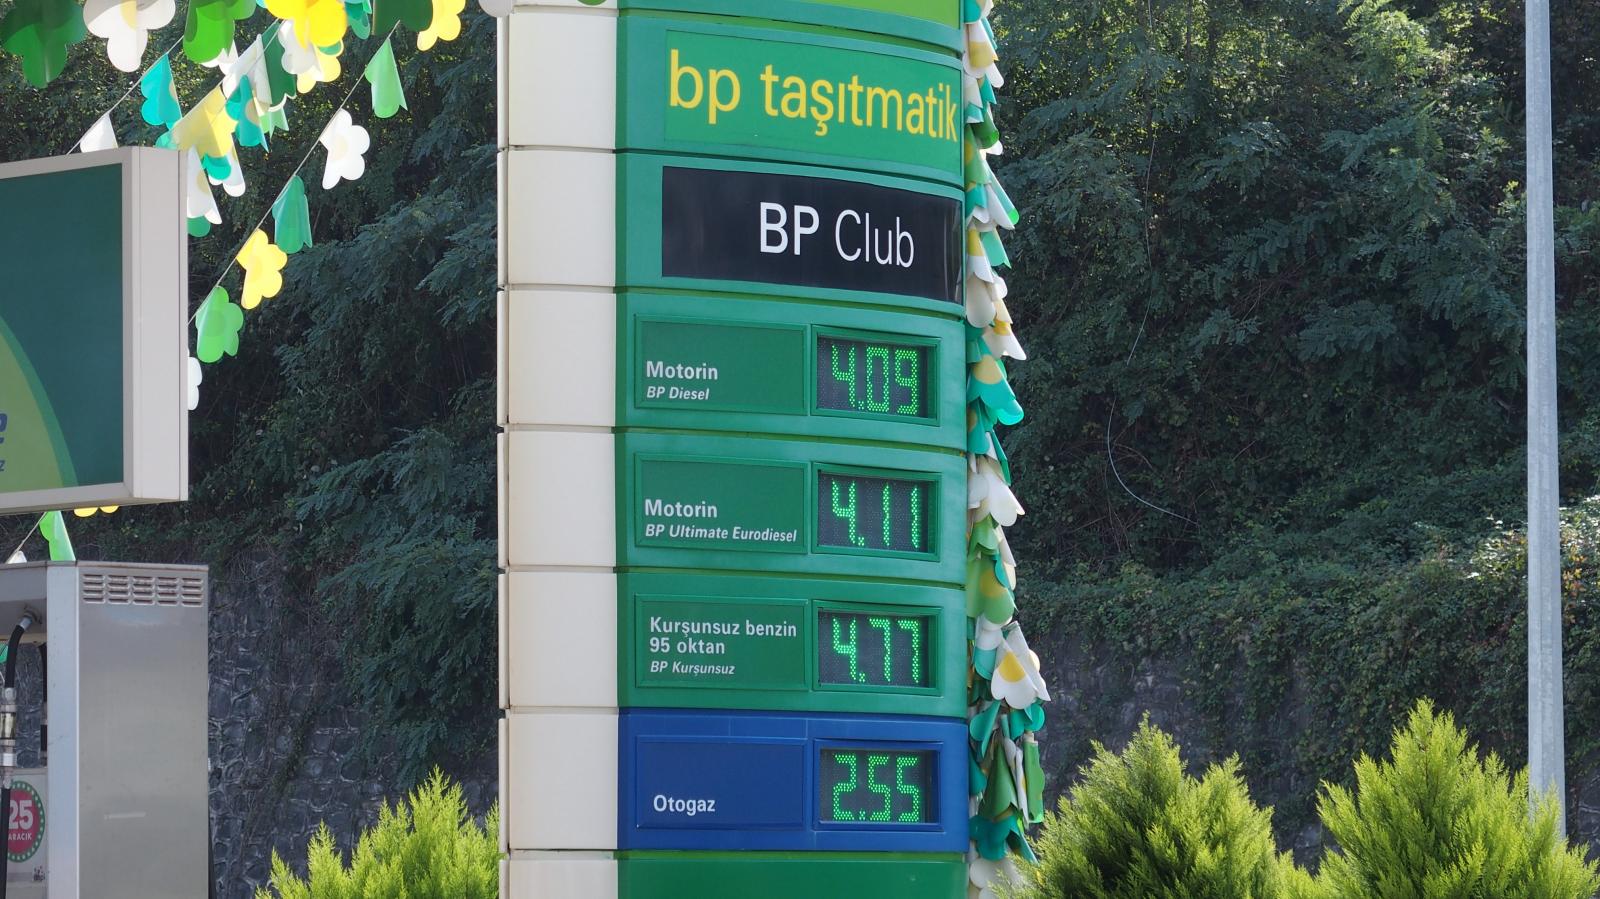 bp taşıtmatik
BP Club
Motorin
BP Diesel
4.09
Motorin
BP Ultimate Eurodiesel
4.11
Kurşunsuz benzin
95 oktan
BP Kurşunsuz
4.77
Otogaz
2.55
25